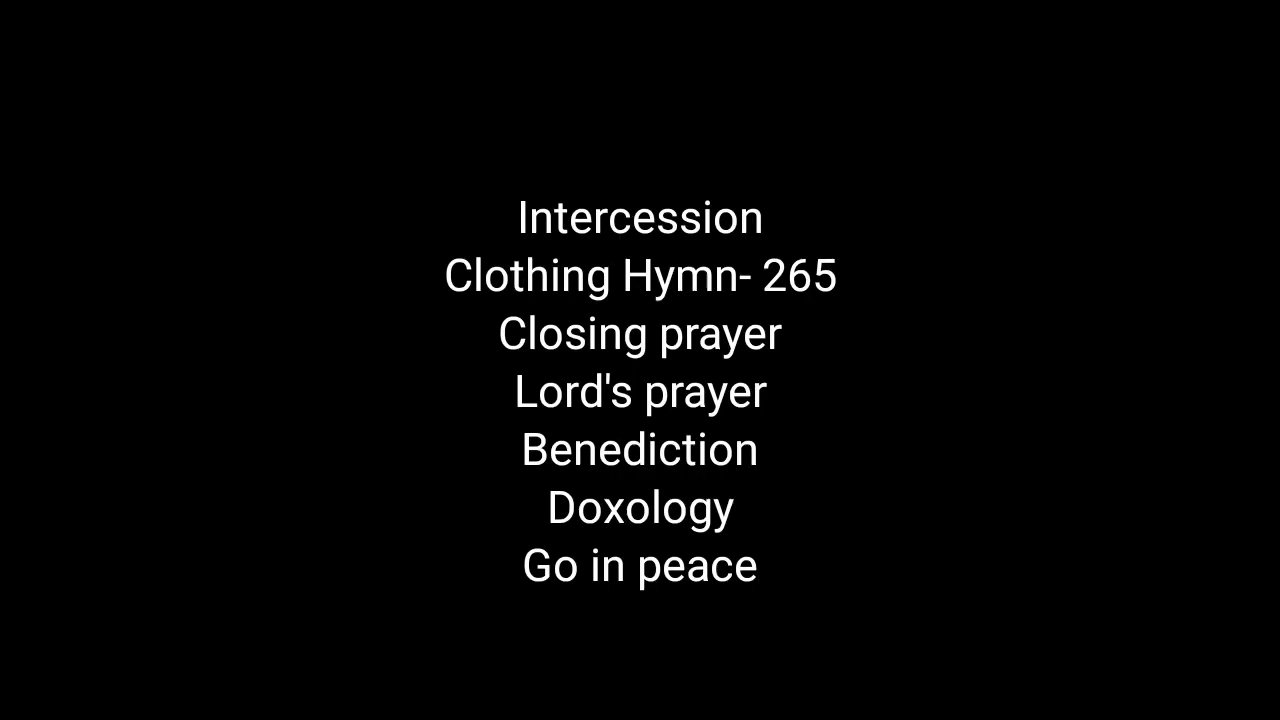 Intercession
Clothing Hymn- 265
Closing prayer
Lord's prayer
Benediction
Doxology
Go in peace